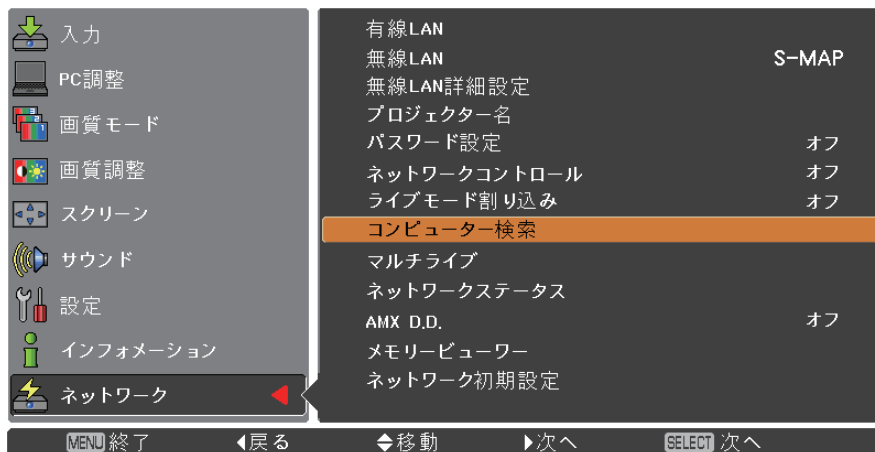 入力
PC調整
画質モード
画質調整
スクリーン
サウンド
設定
インフォメーション
ネットワーク
有線LAN
無線LAN S-MAP
無線LAN詳細設定
プロジェクター名
パスワード設定 オフ
ネットワークコントロール オフ
ライブモード割り込み オフ
コンピューター検索
マルチライブ
ネットワークステータス
AMX D.D. オフ
メモリービューワー
ネットワーク初期設定
MENU 終了 戻る 移動 次へ SELECT 次へ